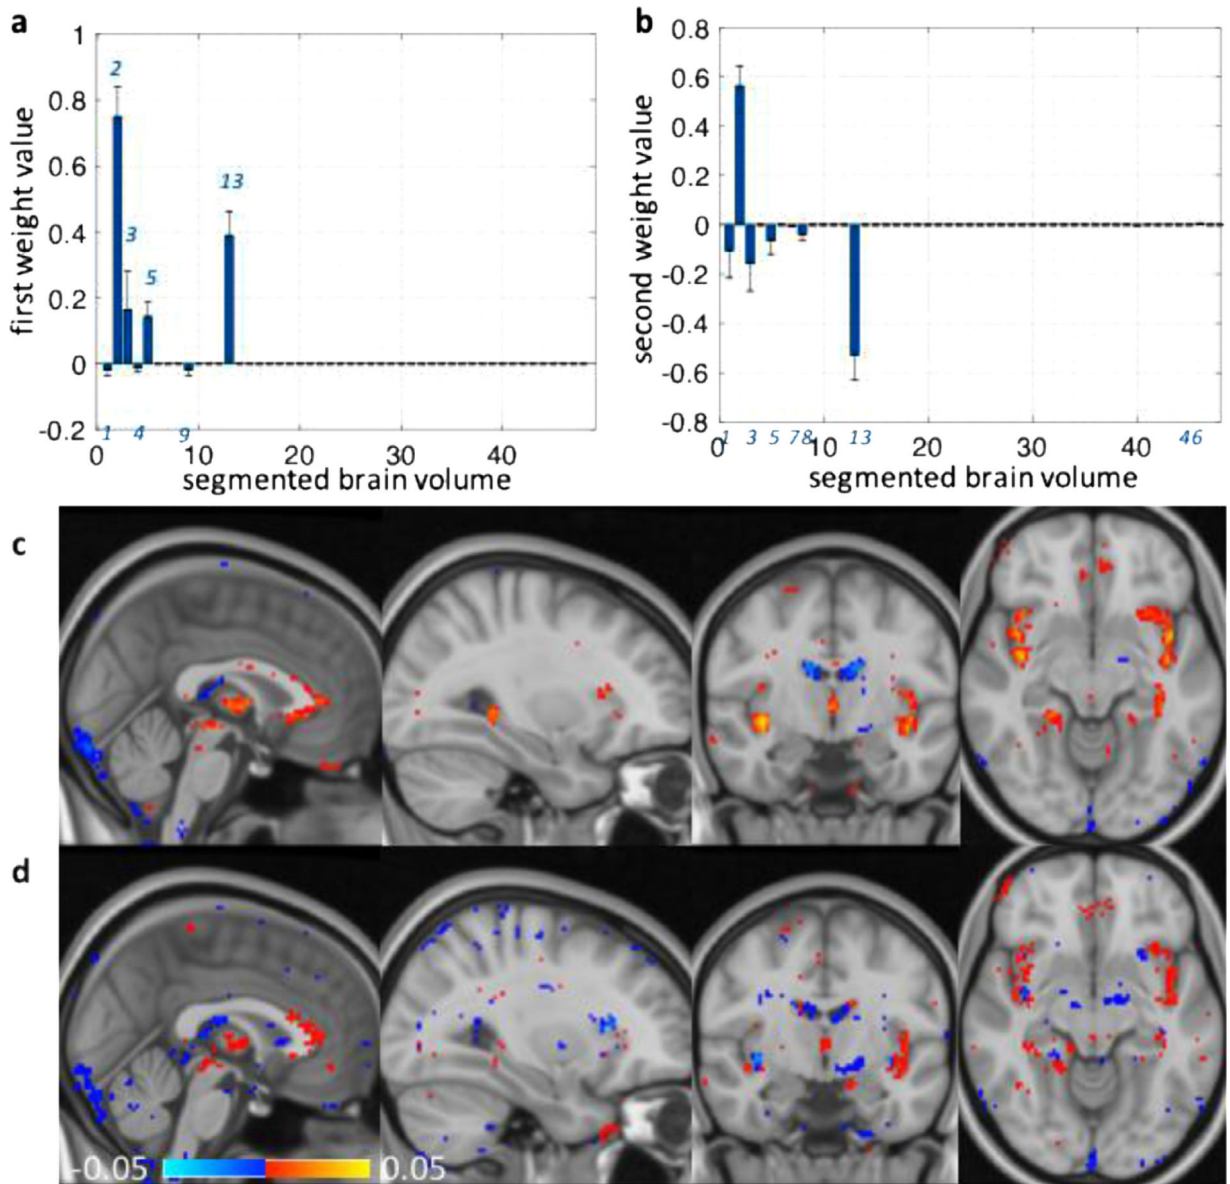 a
1
0.8
0.6
0.4
0.2
0
-0.2
first weight value
2
3
5
13
1 4 9
0 10 20 30 40
segmented brain volume
b
0.8
0.6
0.4
0.2
0
-0.2
-0.4
-0.6
-0.8
second weight value
1 3 5 7 8 13 46
0 10 20 30 40
segmented brain volume
c
d
-0.05 0.05